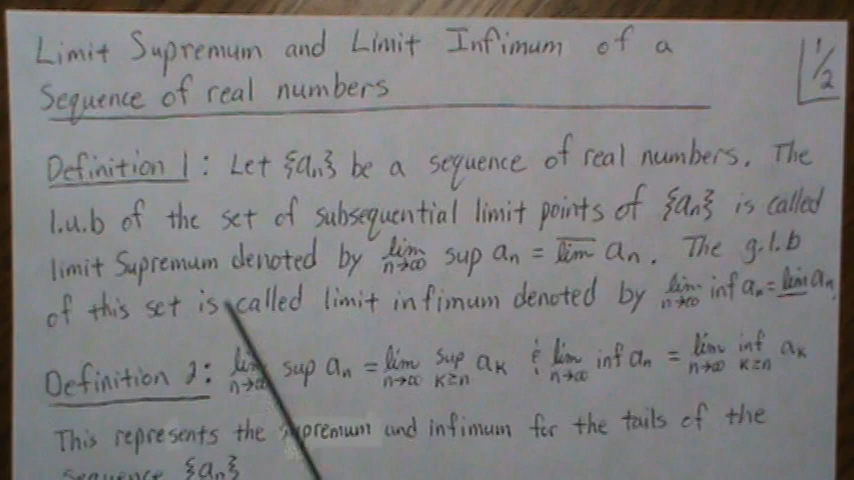 Limit Supremum and Limit Infimum of a
Sequence of real numbers
1/2
Definition 1: Let {aₙ} be a sequence of real numbers. The
l.u.b of the set of subsequential limit points of {aₙ} is called
limit Supremum denoted by lim n→∞ sup aₙ = l̅i̅m̅ aₙ. The g.l.b
of this set is called limit infimum denoted by lim n→∞ inf aₙ = l̲i̲m̲ aₙ.
Definition 2: lim n→∞ sup aₙ = lim n→∞ sup K≥n aₖ & lim n→∞ inf aₙ = lim n→∞ inf K≥n aₖ
This represents the supremum and infimum for the tails of the
sequence {aₙ}